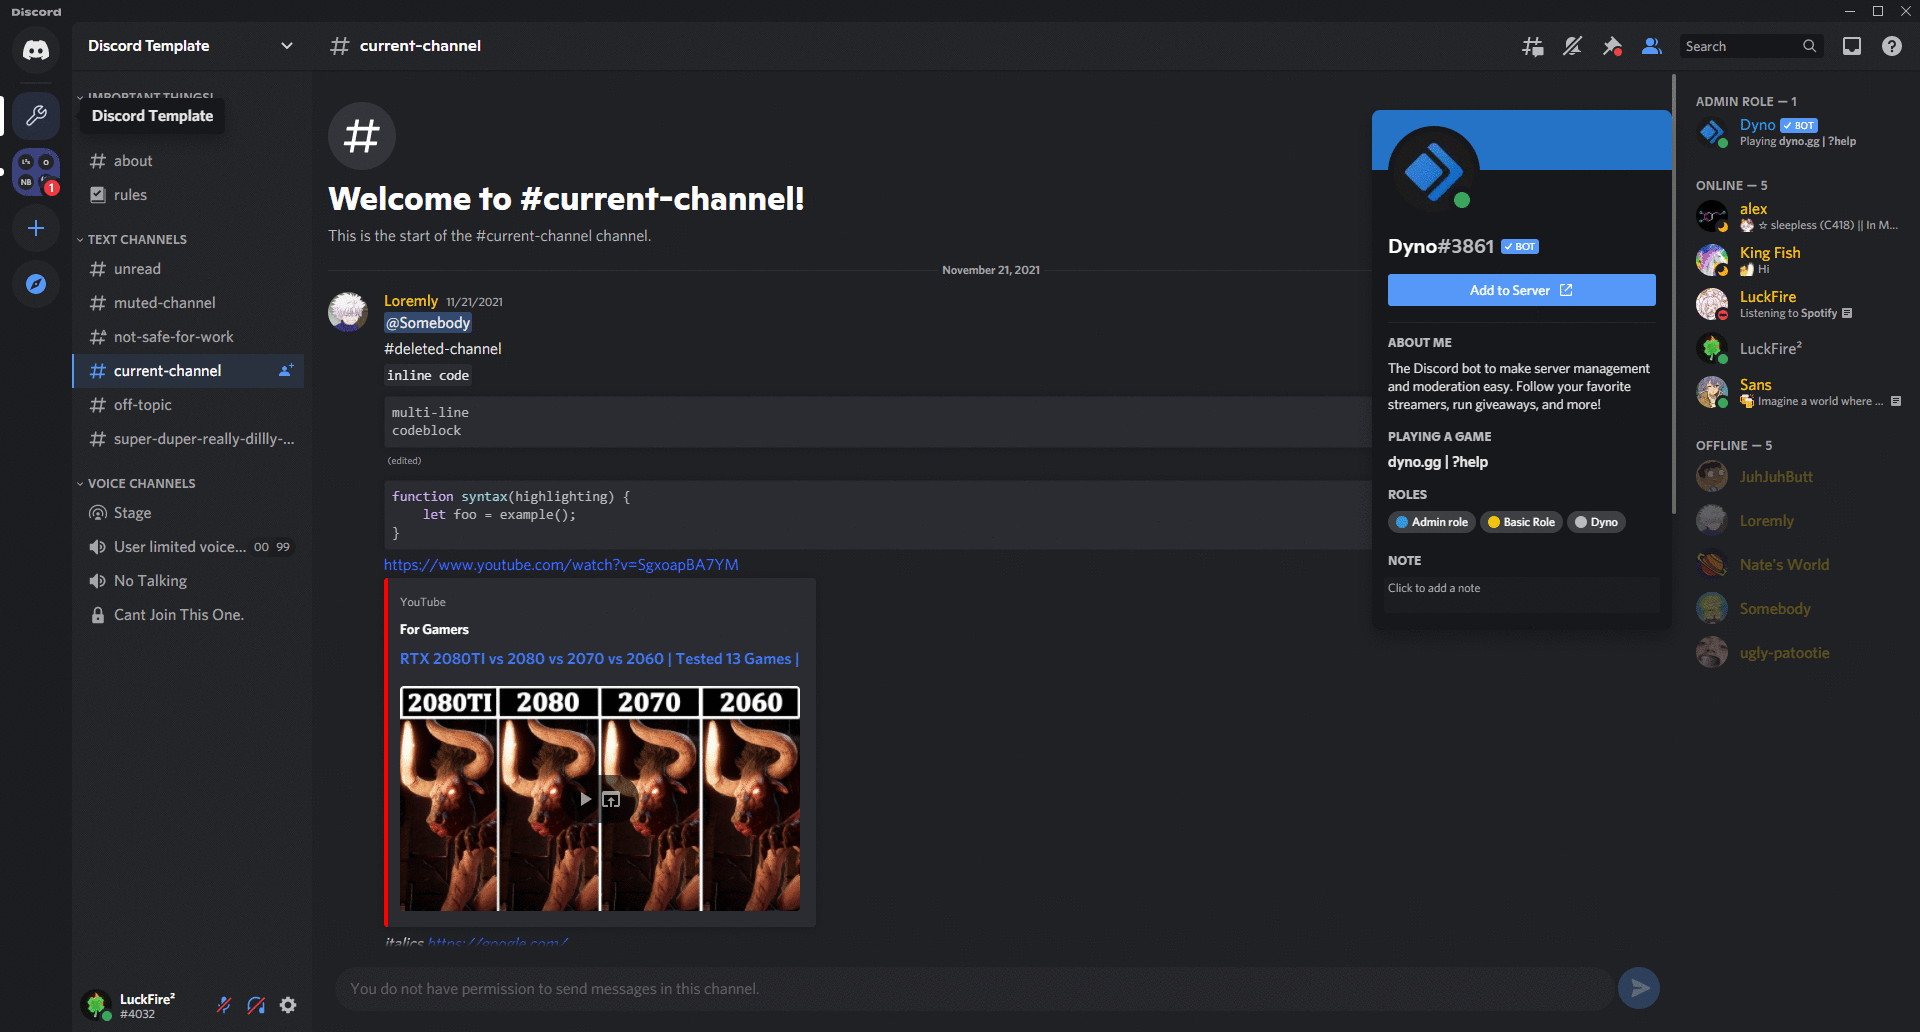 Discord
Discord Template
current-channel
Search
IMPORTANT THINGS!
Discord Template
about
rules
TEXT CHANNELS
unread
muted-channel
not-safe-for-work
current-channel
off-topic
super-duper-really-dillly-...
VOICE CHANNELS
Stage
User limited voice... 00 99
No Talking
Cant Join This One.
NB
1
LuckFire²
#4032
Welcome to #current-channel!
This is the start of the #current-channel channel.
November 21, 2021
Loremly 11/21/2021
@Somebody
#deleted-channel
inline code
multi-line
codeblock
(edited)
function syntax(highlighting) {
let foo = example();
}
https://www.youtube.com/watch?v=SgxoapBA7YM
YouTube
For Gamers
RTX 2080TI vs 2080 vs 2070 vs 2060 | Tested 13 Games |
2080TI 2080 2070 2060
italics https://google.com/
You do not have permission to send messages in this channel.
Dyno#3861 BOT
Add to Server
ABOUT ME
The Discord bot to make server management
and moderation easy. Follow your favorite
streamers, run giveaways, and more!
PLAYING A GAME
dyno.gg | ?help
ROLES
Admin role Basic Role Dyno
NOTE
Click to add a note
ADMIN ROLE — 1
Dyno BOT
Playing dyno.gg | ?help
ONLINE — 5
alex
☆ sleepless (C418) || In M...
King Fish
Hi
LuckFire
Listening to Spotify
LuckFire²
Sans
Imagine a world where ...
OFFLINE — 5
JuhJuhButt
Loremly
Nate's World
Somebody
ugly-patootie